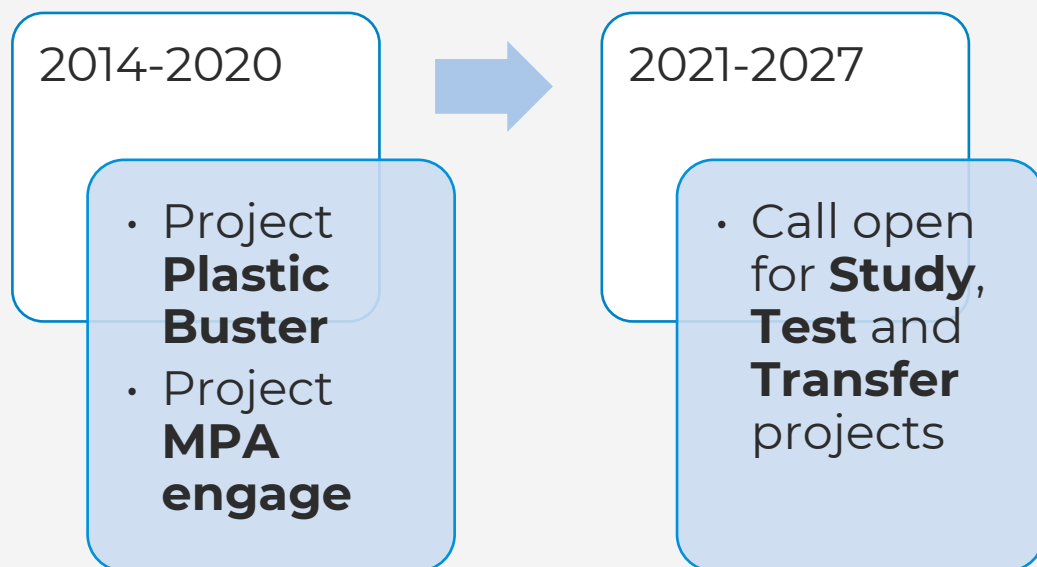 2014-2020
• Project
Plastic
Buster
• Project
MPA
engage
2021-2027
• Call open
for Study,
Test and
Transfer
projects